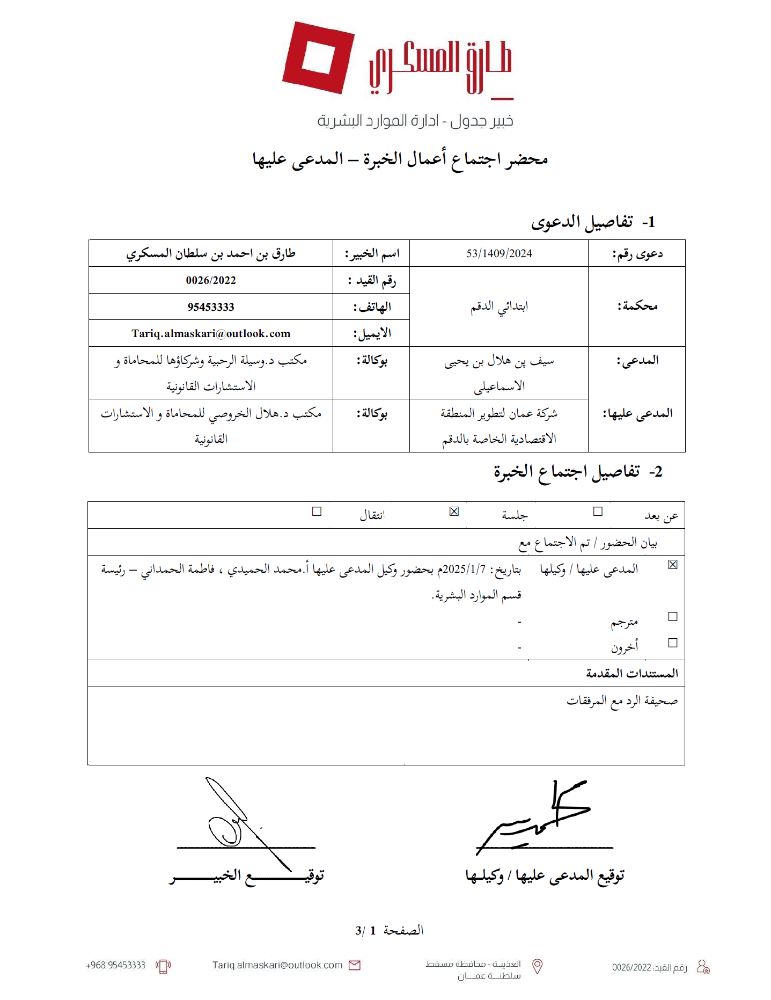 طارق المسكري
خبير جدول - ادارة الموارد البشرية
محضر اجتماع أعمال الخبرة – المدعى عليها
1- تفاصيل الدعوى
دعوى رقم: 53/1409/2024 اسم الخبير: طارق بن احمد بن سلطان المسكري
محكمة: ابتدائي الدقم رقم القيد : 0026/2022
الهاتف: 95453333
الايميل: Tariq.almaskari@outlook.com
المدعى: سيف پن هلال بن يحيى بوكالة: مكتب د.وسيلة الرحبية وشركاؤها للمحاماة و
الاسماعيلى الاستشارات القانونية
المدعى عليها: شركة عمان لتطوير المنطقة بوكالة: مكتب د.هلال الخروصي للمحاماة و الاستشارات
الاقتصادية الخاصة بالدقم القانونية
2- تفاصيل اجتماع الخبرة
عن بعد ☐ جلسة ☒ انتقال ☐
بيان الحضور / تم الاجتماع مع
☒ المدعى عليها / وكيلها بتاريخ: 2025/1/7م بحضور وكيل المدعى عليها أ.محمد الحميدي ، فاطمة الحمداني – رئيسة
قسم الموارد البشرية.
☐ مترجم -
☐ أخرون -
المستندات المقدمة
صحيفة الرد مع المرفقات
توقيع المدعى عليها / وكيلـها توقيـــــــــــــع الخبيـــــــــر
الصفحة 1 /3
رقم القيد: 0026/2022 العذيبـة - محافظة مسقط Tariq.almaskari@outlook.com +968 95453333
سلطنـــة عمـــان